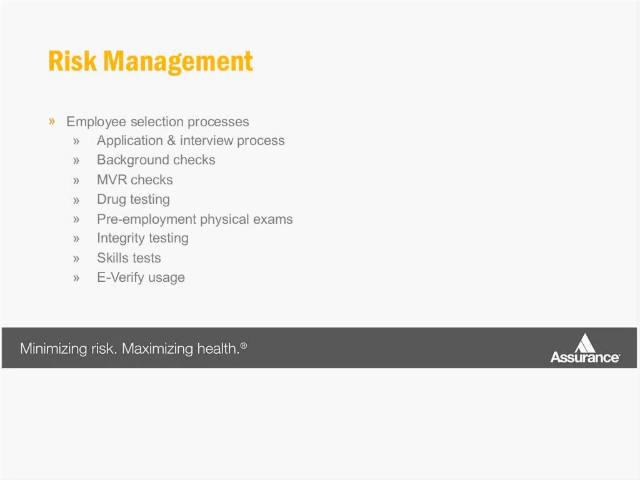 Risk Management
» Employee selection processes
» Application & interview process
» Background checks
» MVR checks
» Drug testing
» Pre-employment physical exams
» Integrity testing
» Skills tests
» E-Verify usage
Minimizing risk. Maximizing health.®
Assurance